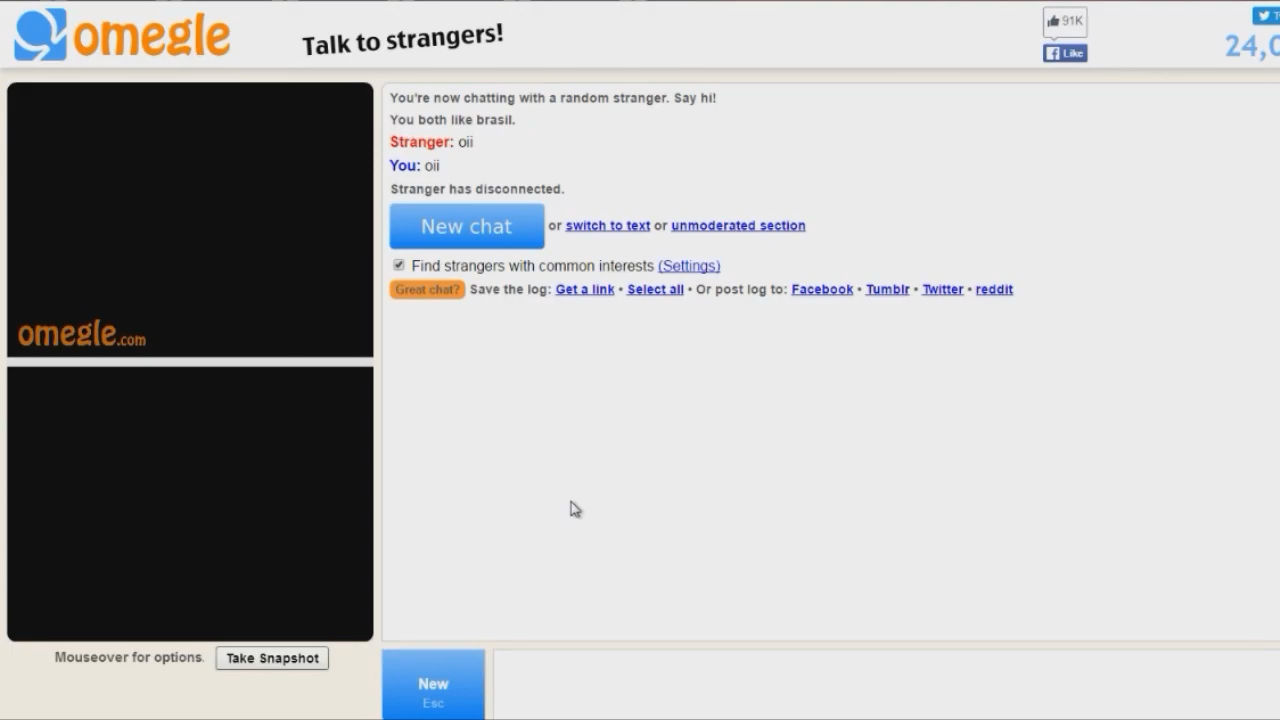 omegle
Talk to strangers!
91K
Like
24,0
You're now chatting with a random stranger. Say hi!
You both like brasil.
Stranger: oii
You: oii
Stranger has disconnected.
New chat or switch to text or unmoderated section
Find strangers with common interests (Settings)
Great chat? Save the log: Get a link • Select all • Or post log to: Facebook • Tumblr • Twitter • reddit
omegle.com
Mouseover for options.
Take Snapshot
New
Esc